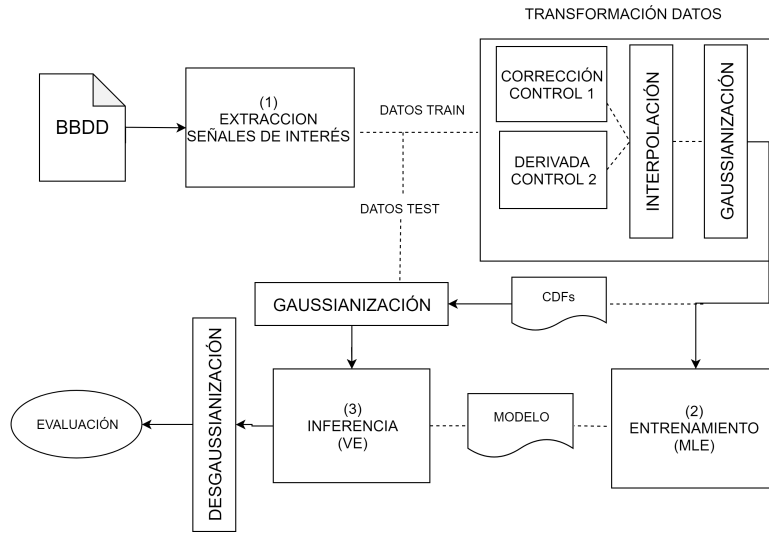 TRANSFORMACIÓN DATOS
BBDD
(1)
EXTRACCION
SEÑALES DE INTERÉS
DATOS TRAIN
CORRECCIÓN
CONTROL 1
DERIVADA
CONTROL 2
INTERPOLACIÓN
GAUSSIANIZACIÓN
DATOS TEST
GAUSSIANIZACIÓN
CDFs
EVALUACIÓN
DESGAUSSIANIZACIÓN
(3)
INFERENCIA
(VE)
MODELO
(2)
ENTRENAMIENTO
(MLE)